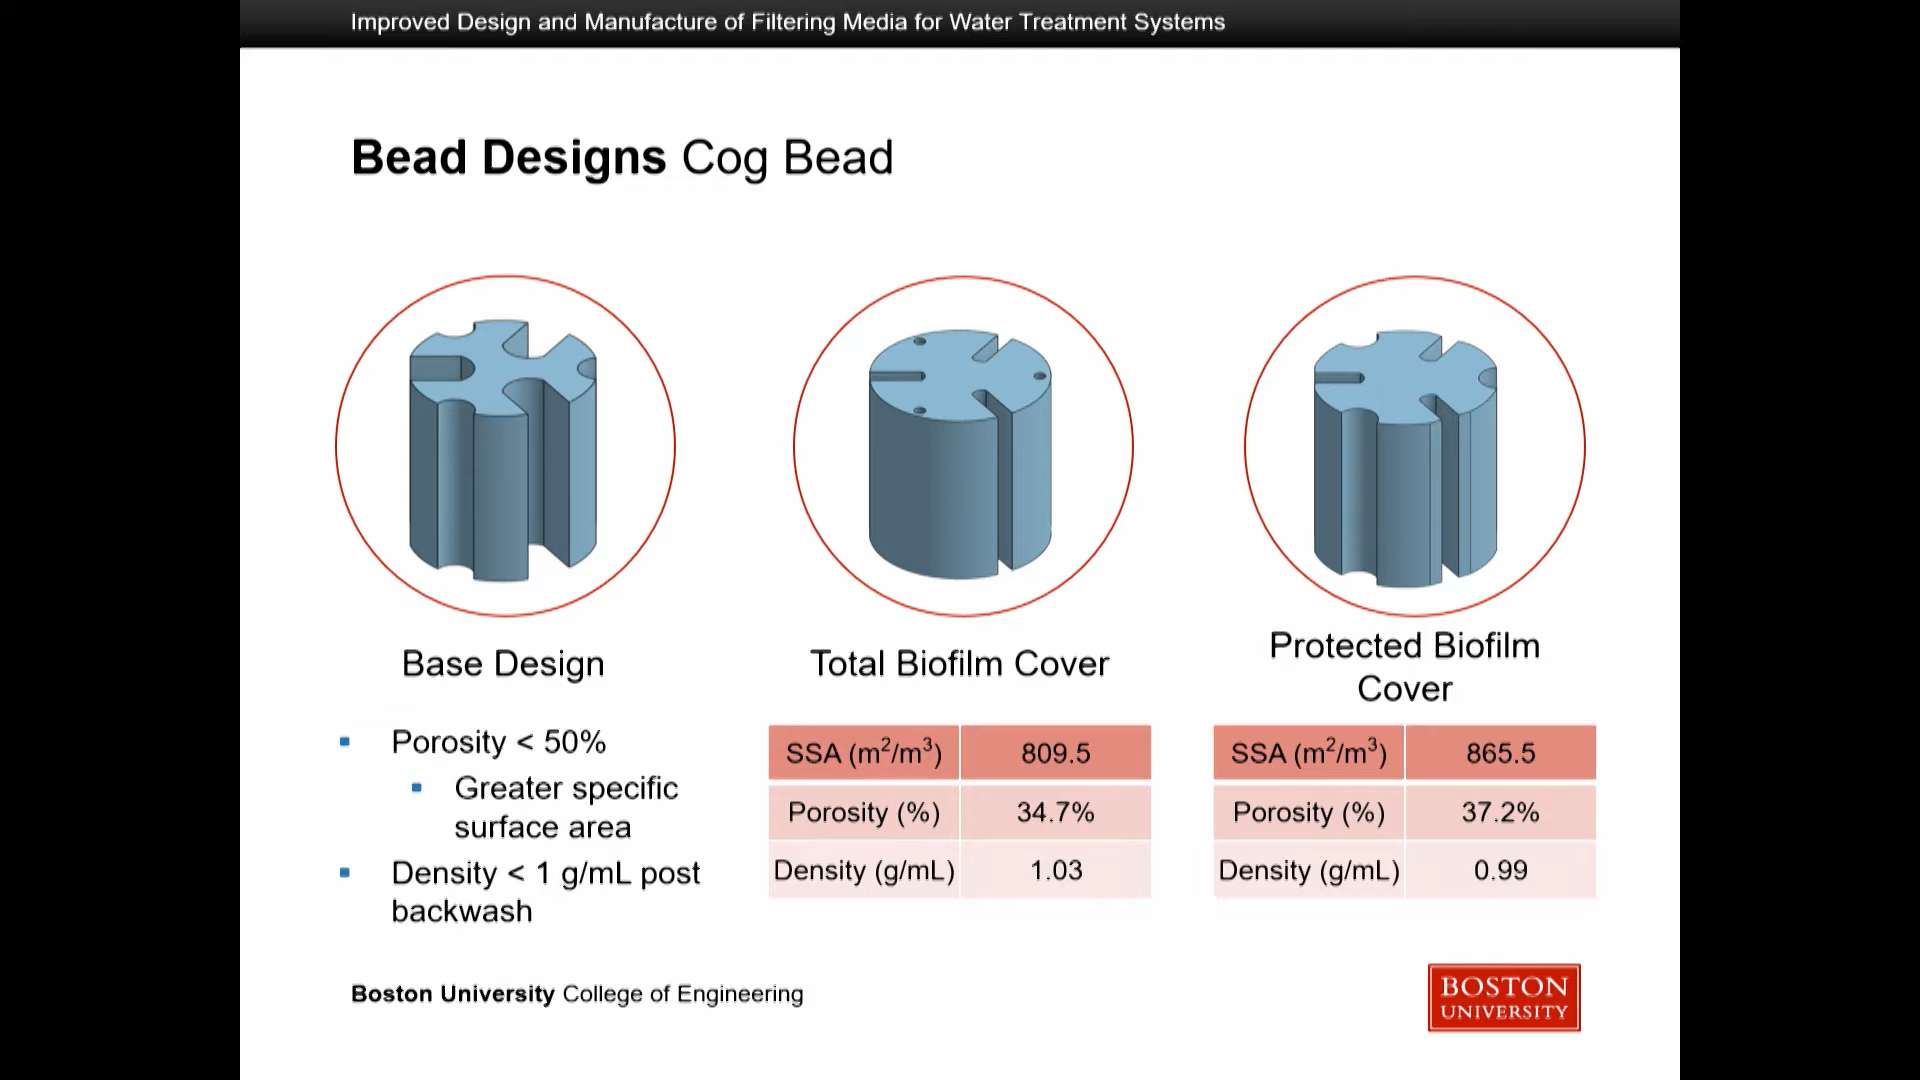 Improved Design and Manufacture of Filtering Media for Water Treatment Systems
Bead Designs Cog Bead
Base Design
Total Biofilm Cover
Protected Biofilm
Cover
▪ Porosity < 50%
▪ Greater specific
surface area
▪ Density < 1 g/mL post
backwash
SSA (m²/m³) 809.5
Porosity (%) 34.7%
Density (g/mL) 1.03
SSA (m²/m³) 865.5
Porosity (%) 37.2%
Density (g/mL) 0.99
Boston University College of Engineering
BOSTON
UNIVERSITY